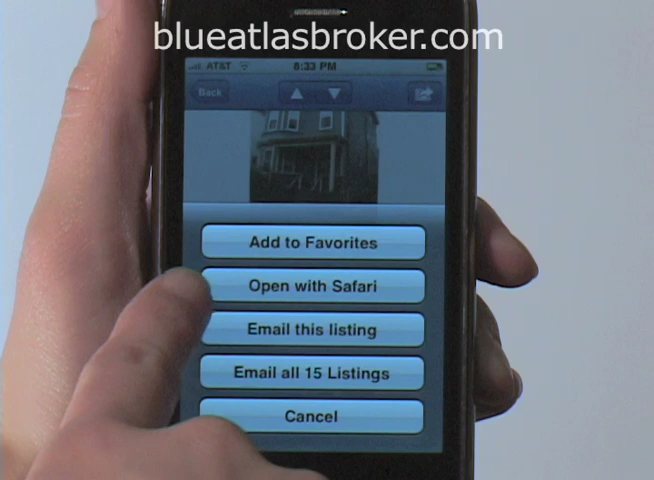 blueatlasbroker.com
AT&T 8:33 PM
Back
Add to Favorites
Open with Safari
Email this listing
Email all 15 Listings
Cancel